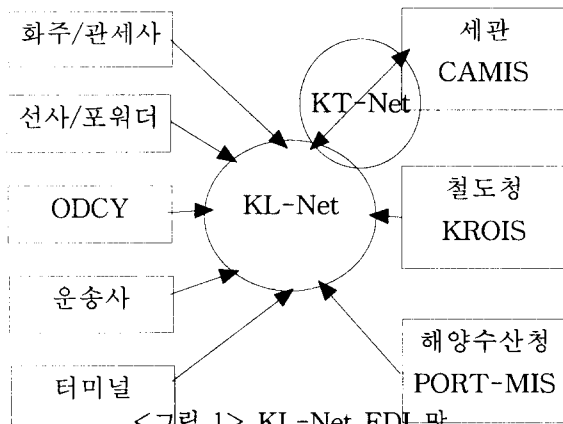 화주/관세사
선사/포워더
ODCY
운송사
터미널
KL-Net
KT-Net
세관
CAMIS
철도청
KROIS
해양수산청
PORT-MIS
<그림 1> KL-Net EDI 망